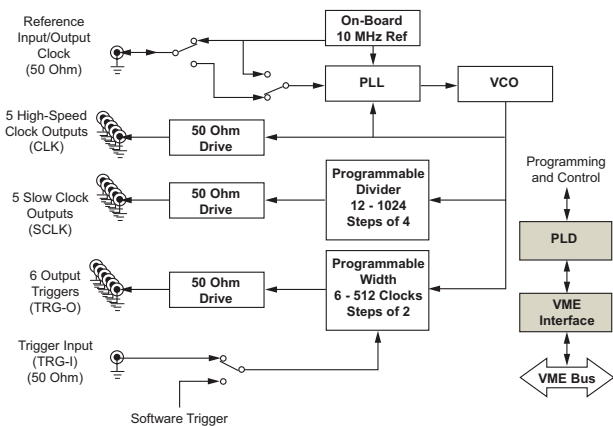 Reference
Input/Output
Clock
(50 Ohm)
On-Board
10 MHz Ref
PLL
VCO
5 High-Speed
Clock Outputs
(CLK)
50 Ohm
Drive
5 Slow Clock
Outputs
(SCLK)
50 Ohm
Drive
Programmable
Divider
12 - 1024
Steps of 4
6 Output
Triggers
(TRG-O)
50 Ohm
Drive
Programmable
Width
6 - 512 Clocks
Steps of 2
Trigger Input
(TRG-I)
(50 Ohm)
Software Trigger
Programming
and Control
PLD
VME
Interface
VME Bus